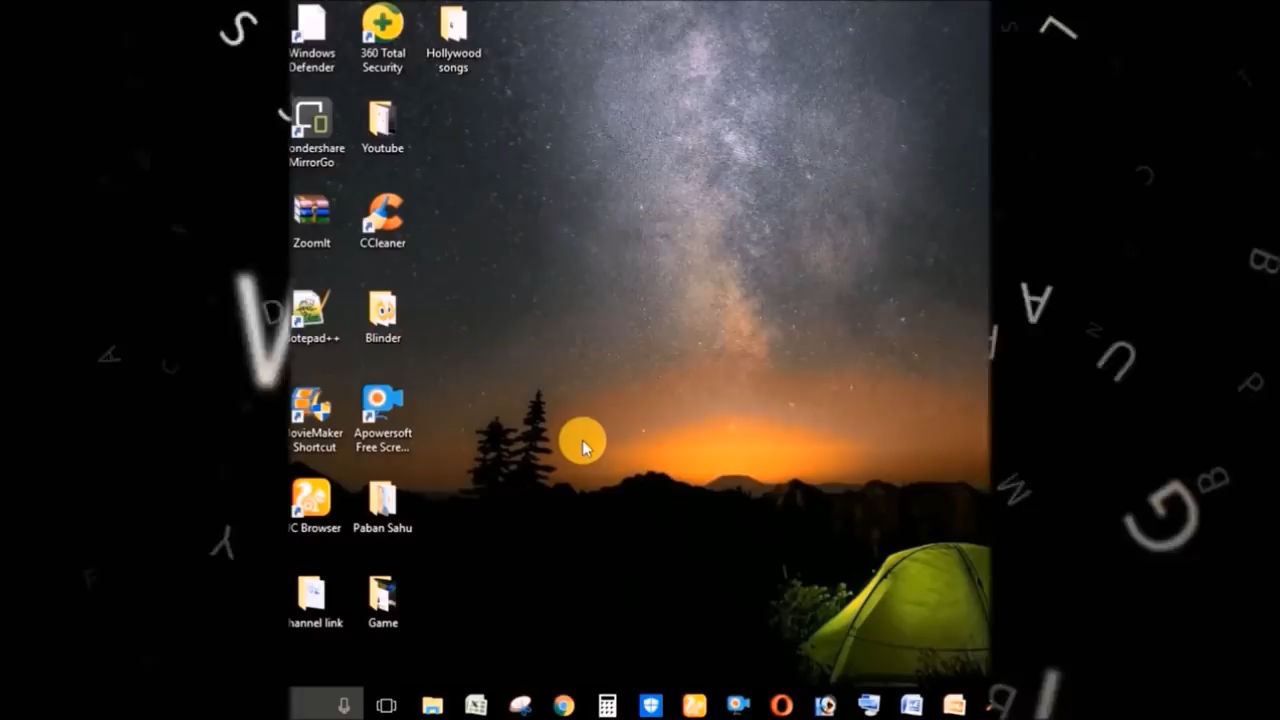 Windows
Defender
360 Total
Security
Hollywood
songs
ondershare
MirrorGo
Youtube
ZoomIt
CCleaner
otepad++
Blinder
MovieMaker
Shortcut
Apowersoft
Free Scre...
C Browser
Paban Sahu
hannel link
Game
S
L
V
D
A
A
U
N
B
P
C
M
B
G
Y
F